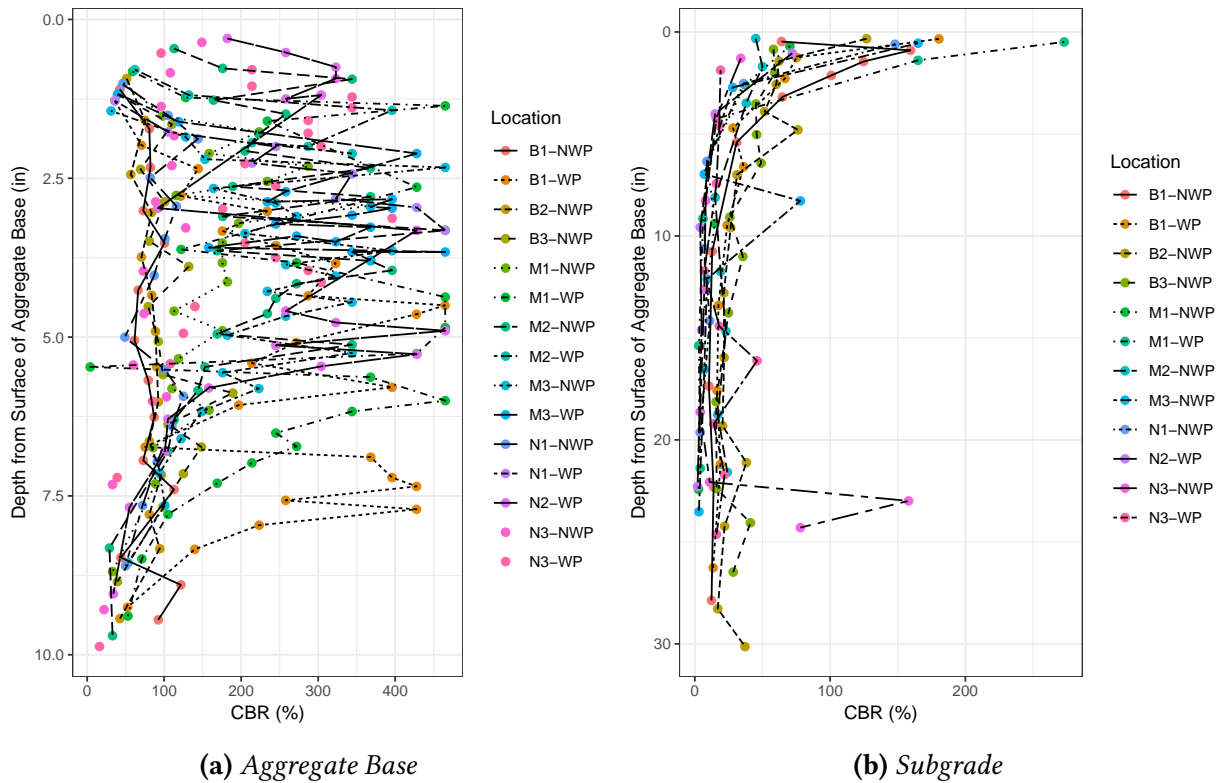 0.0
2.5
5.0
7.5
10.0
Depth from Surface of Aggregate Base (in)
0
100
200
300
400
CBR (%)
Location
B1−NWP
B1−WP
B2−NWP
B3−NWP
M1−NWP
M1−WP
M2−NWP
M2−WP
M3−NWP
M3−WP
N1−NWP
N1−WP
N2−WP
N3−NWP
N3−WP
(a) Aggregate Base
0
10
20
30
Depth from Surface of Aggregate Base (in)
0
100
200
CBR (%)
Location
B1−NWP
B1−WP
B2−NWP
B3−NWP
M1−NWP
M1−WP
M2−NWP
M3−NWP
N1−NWP
N2−WP
N3−NWP
N3−WP
(b) Subgrade